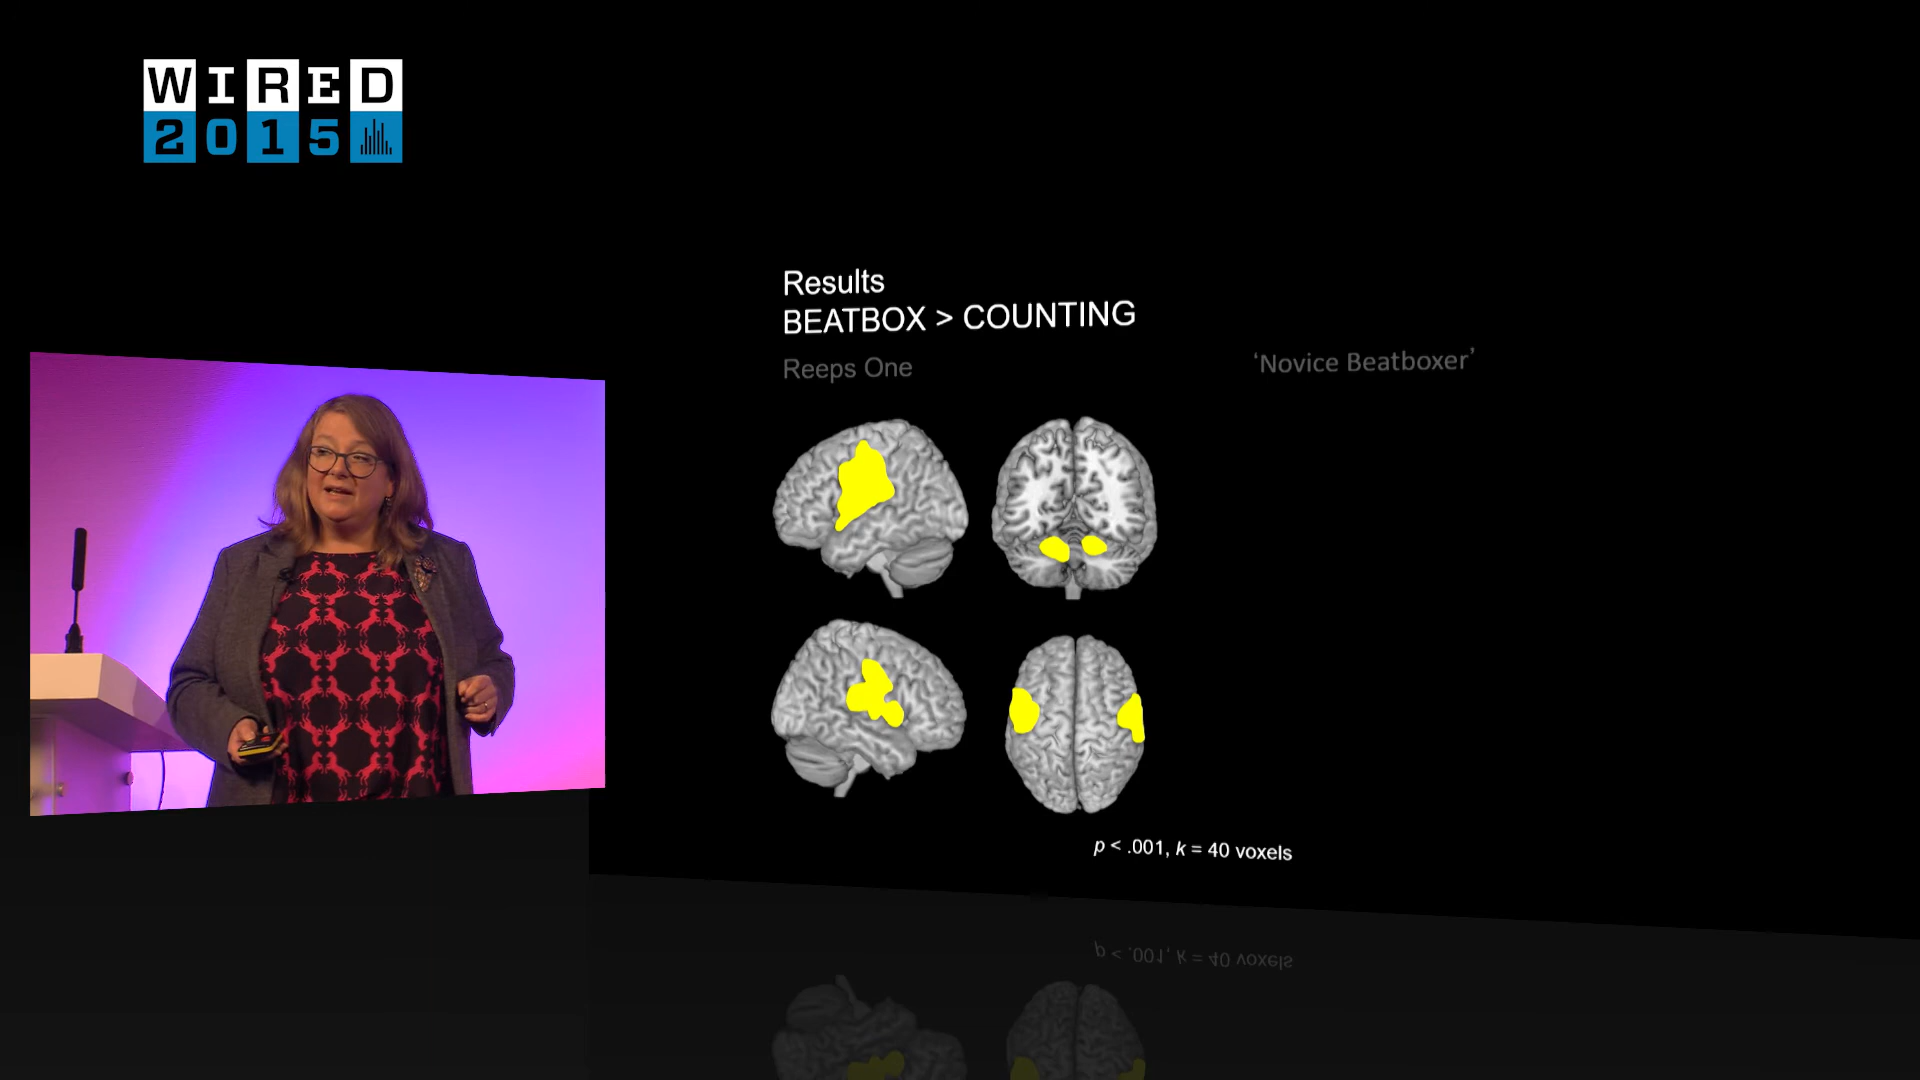 WIRED
2015
Results
BEATBOX > COUNTING
Reeps One
‘Novice Beatboxer’
p < .001, k = 40 voxels